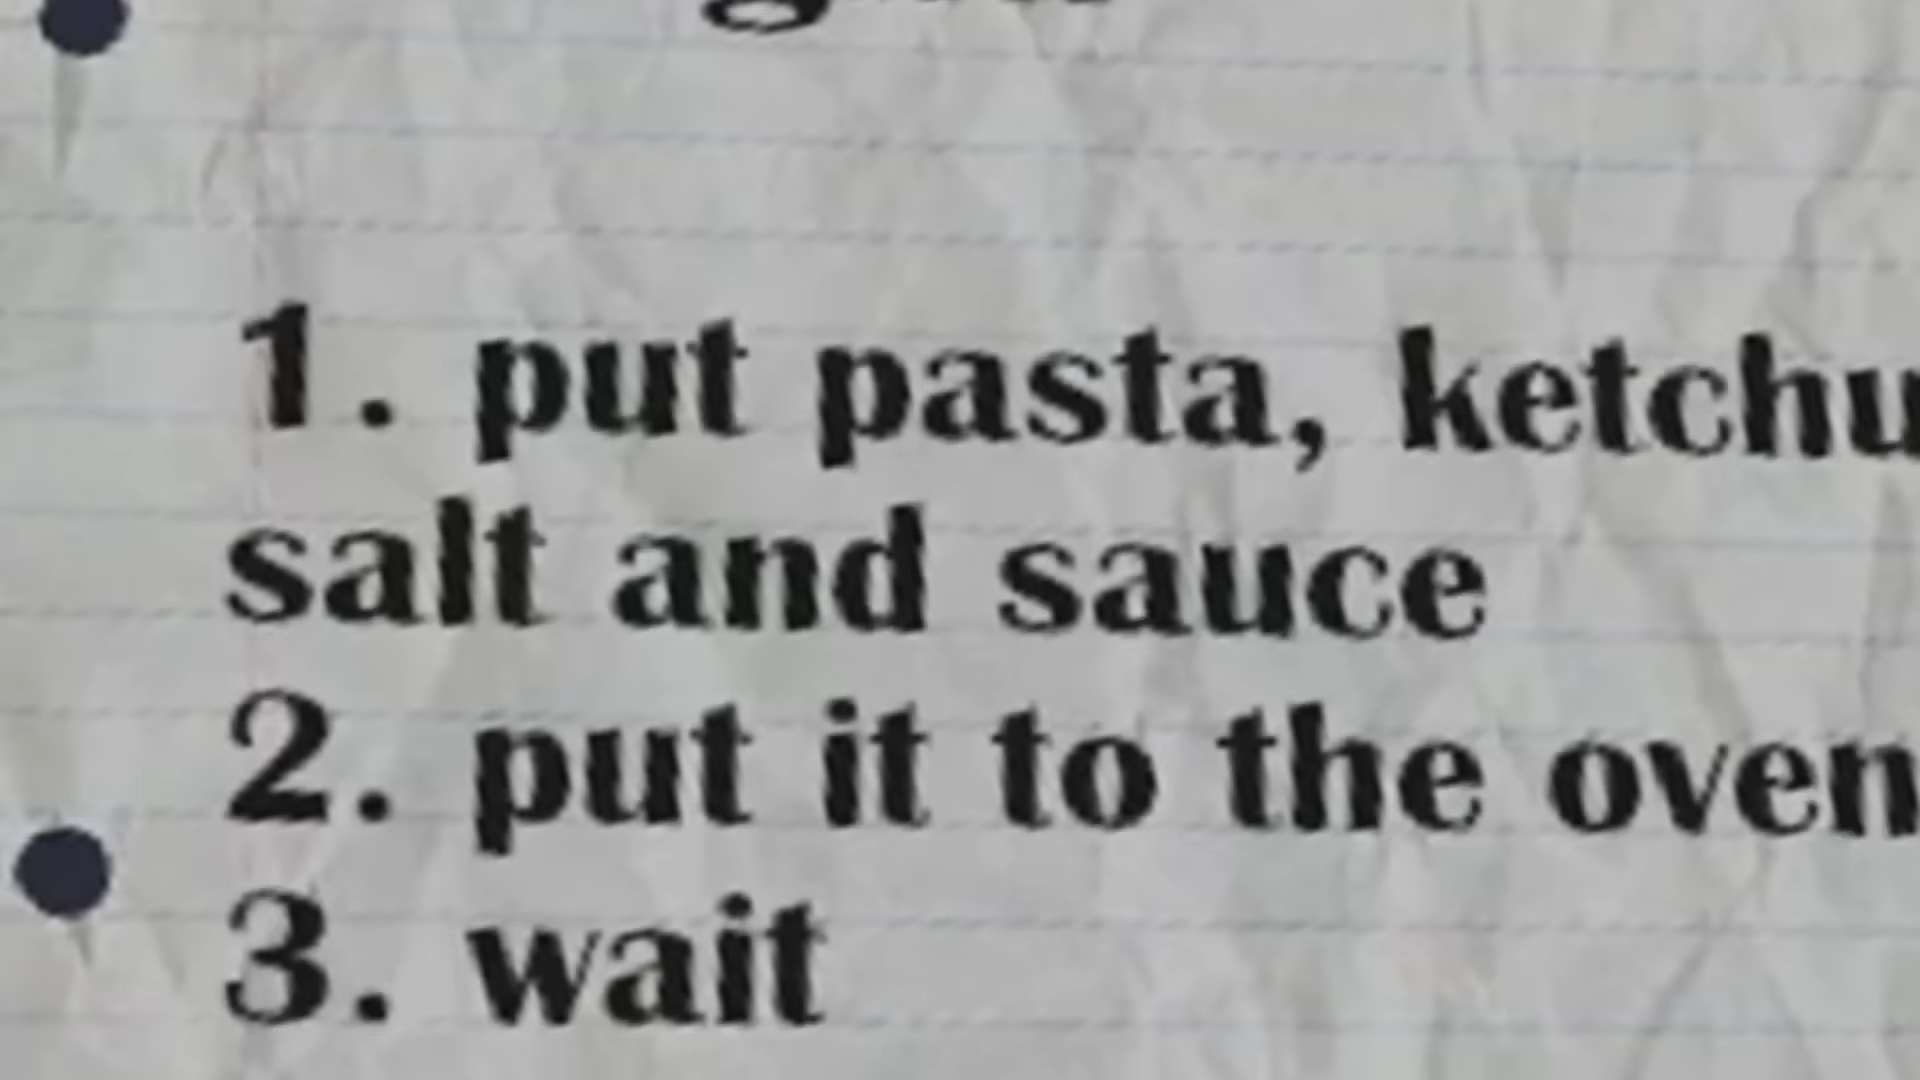 1. put pasta, ketchu
salt and sauce
2. put it to the oven
3. wait